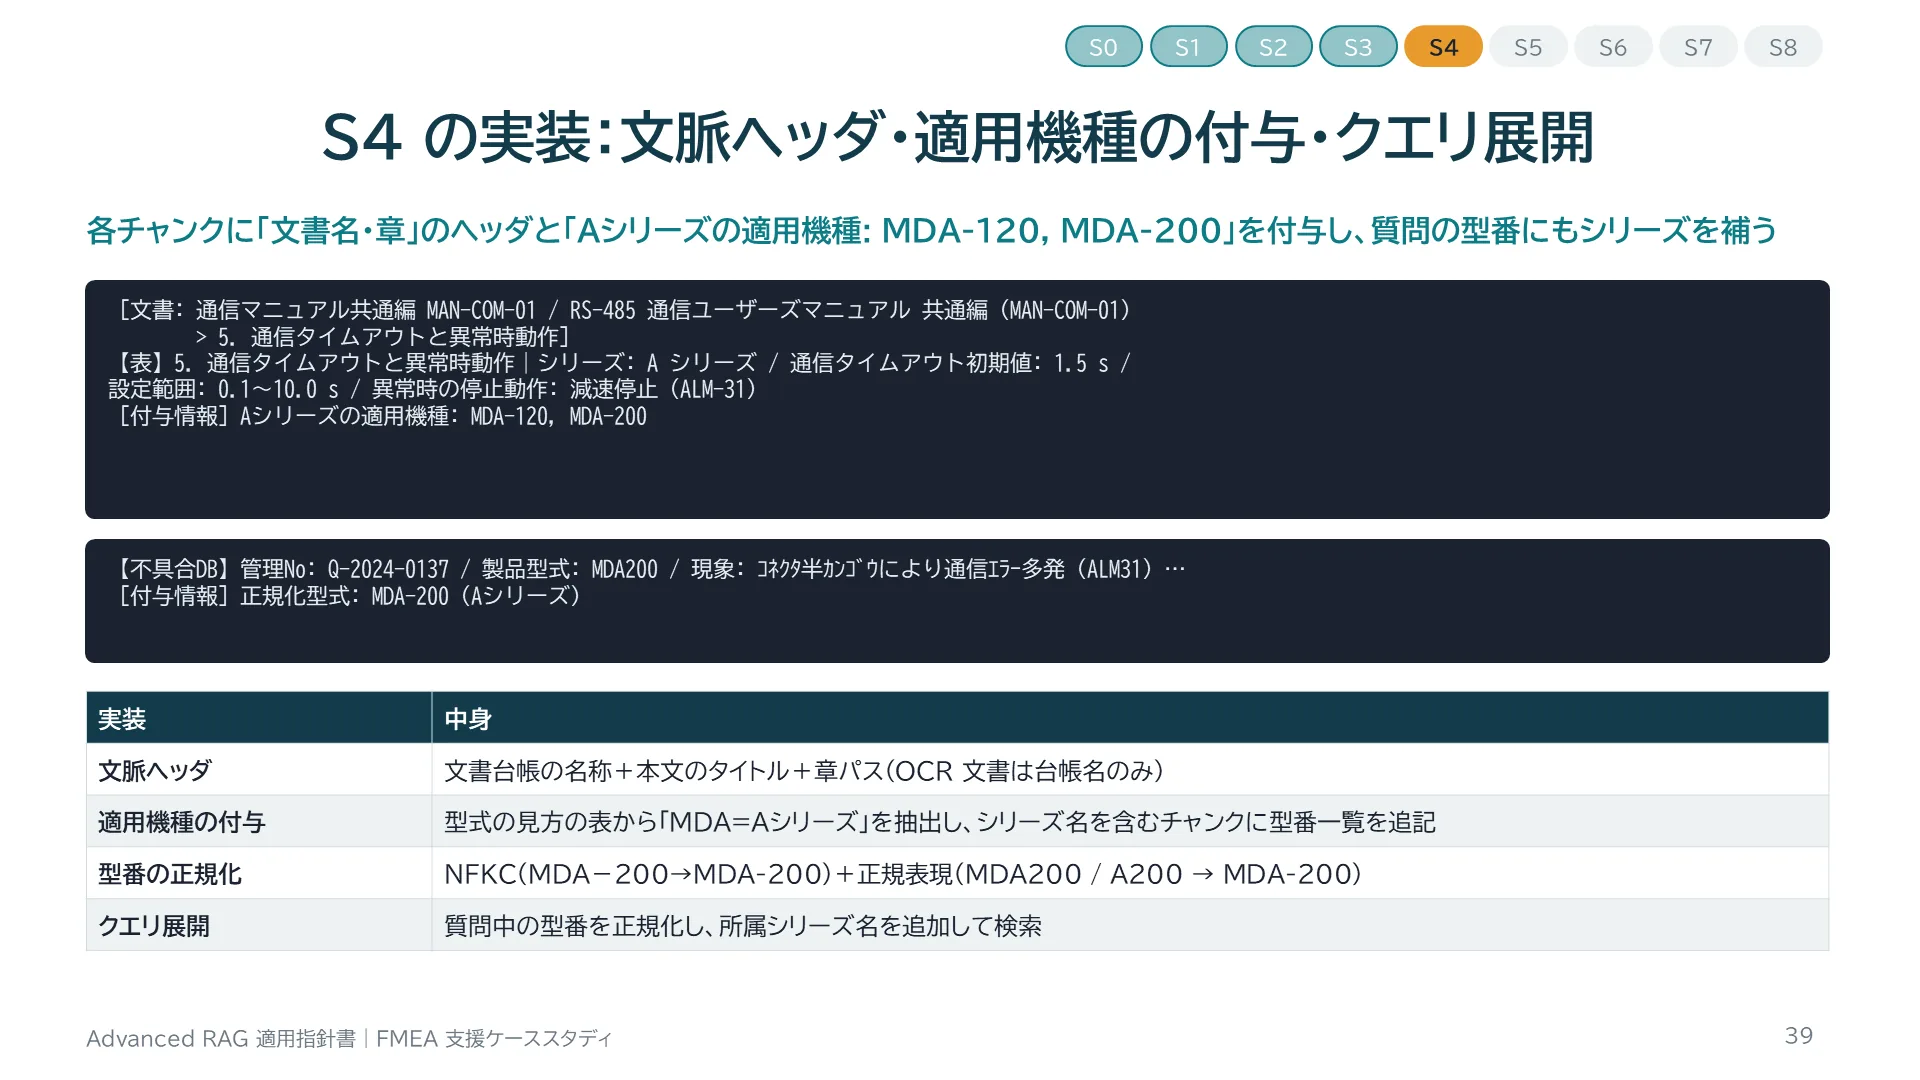 S0 S1 S2 S3 S4 S5 S6 S7 S8
S4 の実装：文脈ヘッダ・適用機種の付与・クエリ展開
各チャンクに「文書名・章」のヘッダと「Aシリーズの適用機種: MDA-120, MDA-200」を付与し、質問の型番にもシリーズを補う
［文書: 通信マニュアル共通編 MAN-COM-01 / RS-485 通信ユーザーズマニュアル 共通編（MAN-COM-01）
> 5. 通信タイムアウトと異常時動作］
【表】5. 通信タイムアウトと異常時動作｜シリーズ: A シリーズ / 通信タイムアウト初期値: 1.5 s /
設定範囲: 0.1〜10.0 s / 異常時の停止動作: 減速停止（ALM-31）
［付与情報］Aシリーズの適用機種: MDA-120, MDA-200
【不具合DB】管理No: Q-2024-0137 / 製品型式: MDA200 / 現象: ｺﾈｸﾀ半ｶﾝｺﾞｳにより通信ｴﾗｰ多発（ALM31）…
［付与情報］正規化型式: MDA-200（Aシリーズ）
実装 中身
文脈ヘッダ 文書台帳の名称＋本文のタイトル＋章パス（OCR 文書は台帳名のみ）
適用機種の付与 型式の見方の表から「MDA＝Aシリーズ」を抽出し、シリーズ名を含むチャンクに型番一覧を追記
型番の正規化 NFKC（MDA－200→MDA-200）＋正規表現（MDA200 / A200 → MDA-200）
クエリ展開 質問中の型番を正規化し、所属シリーズ名を追加して検索
Advanced RAG 適用指針書｜FMEA 支援ケーススタディ
39